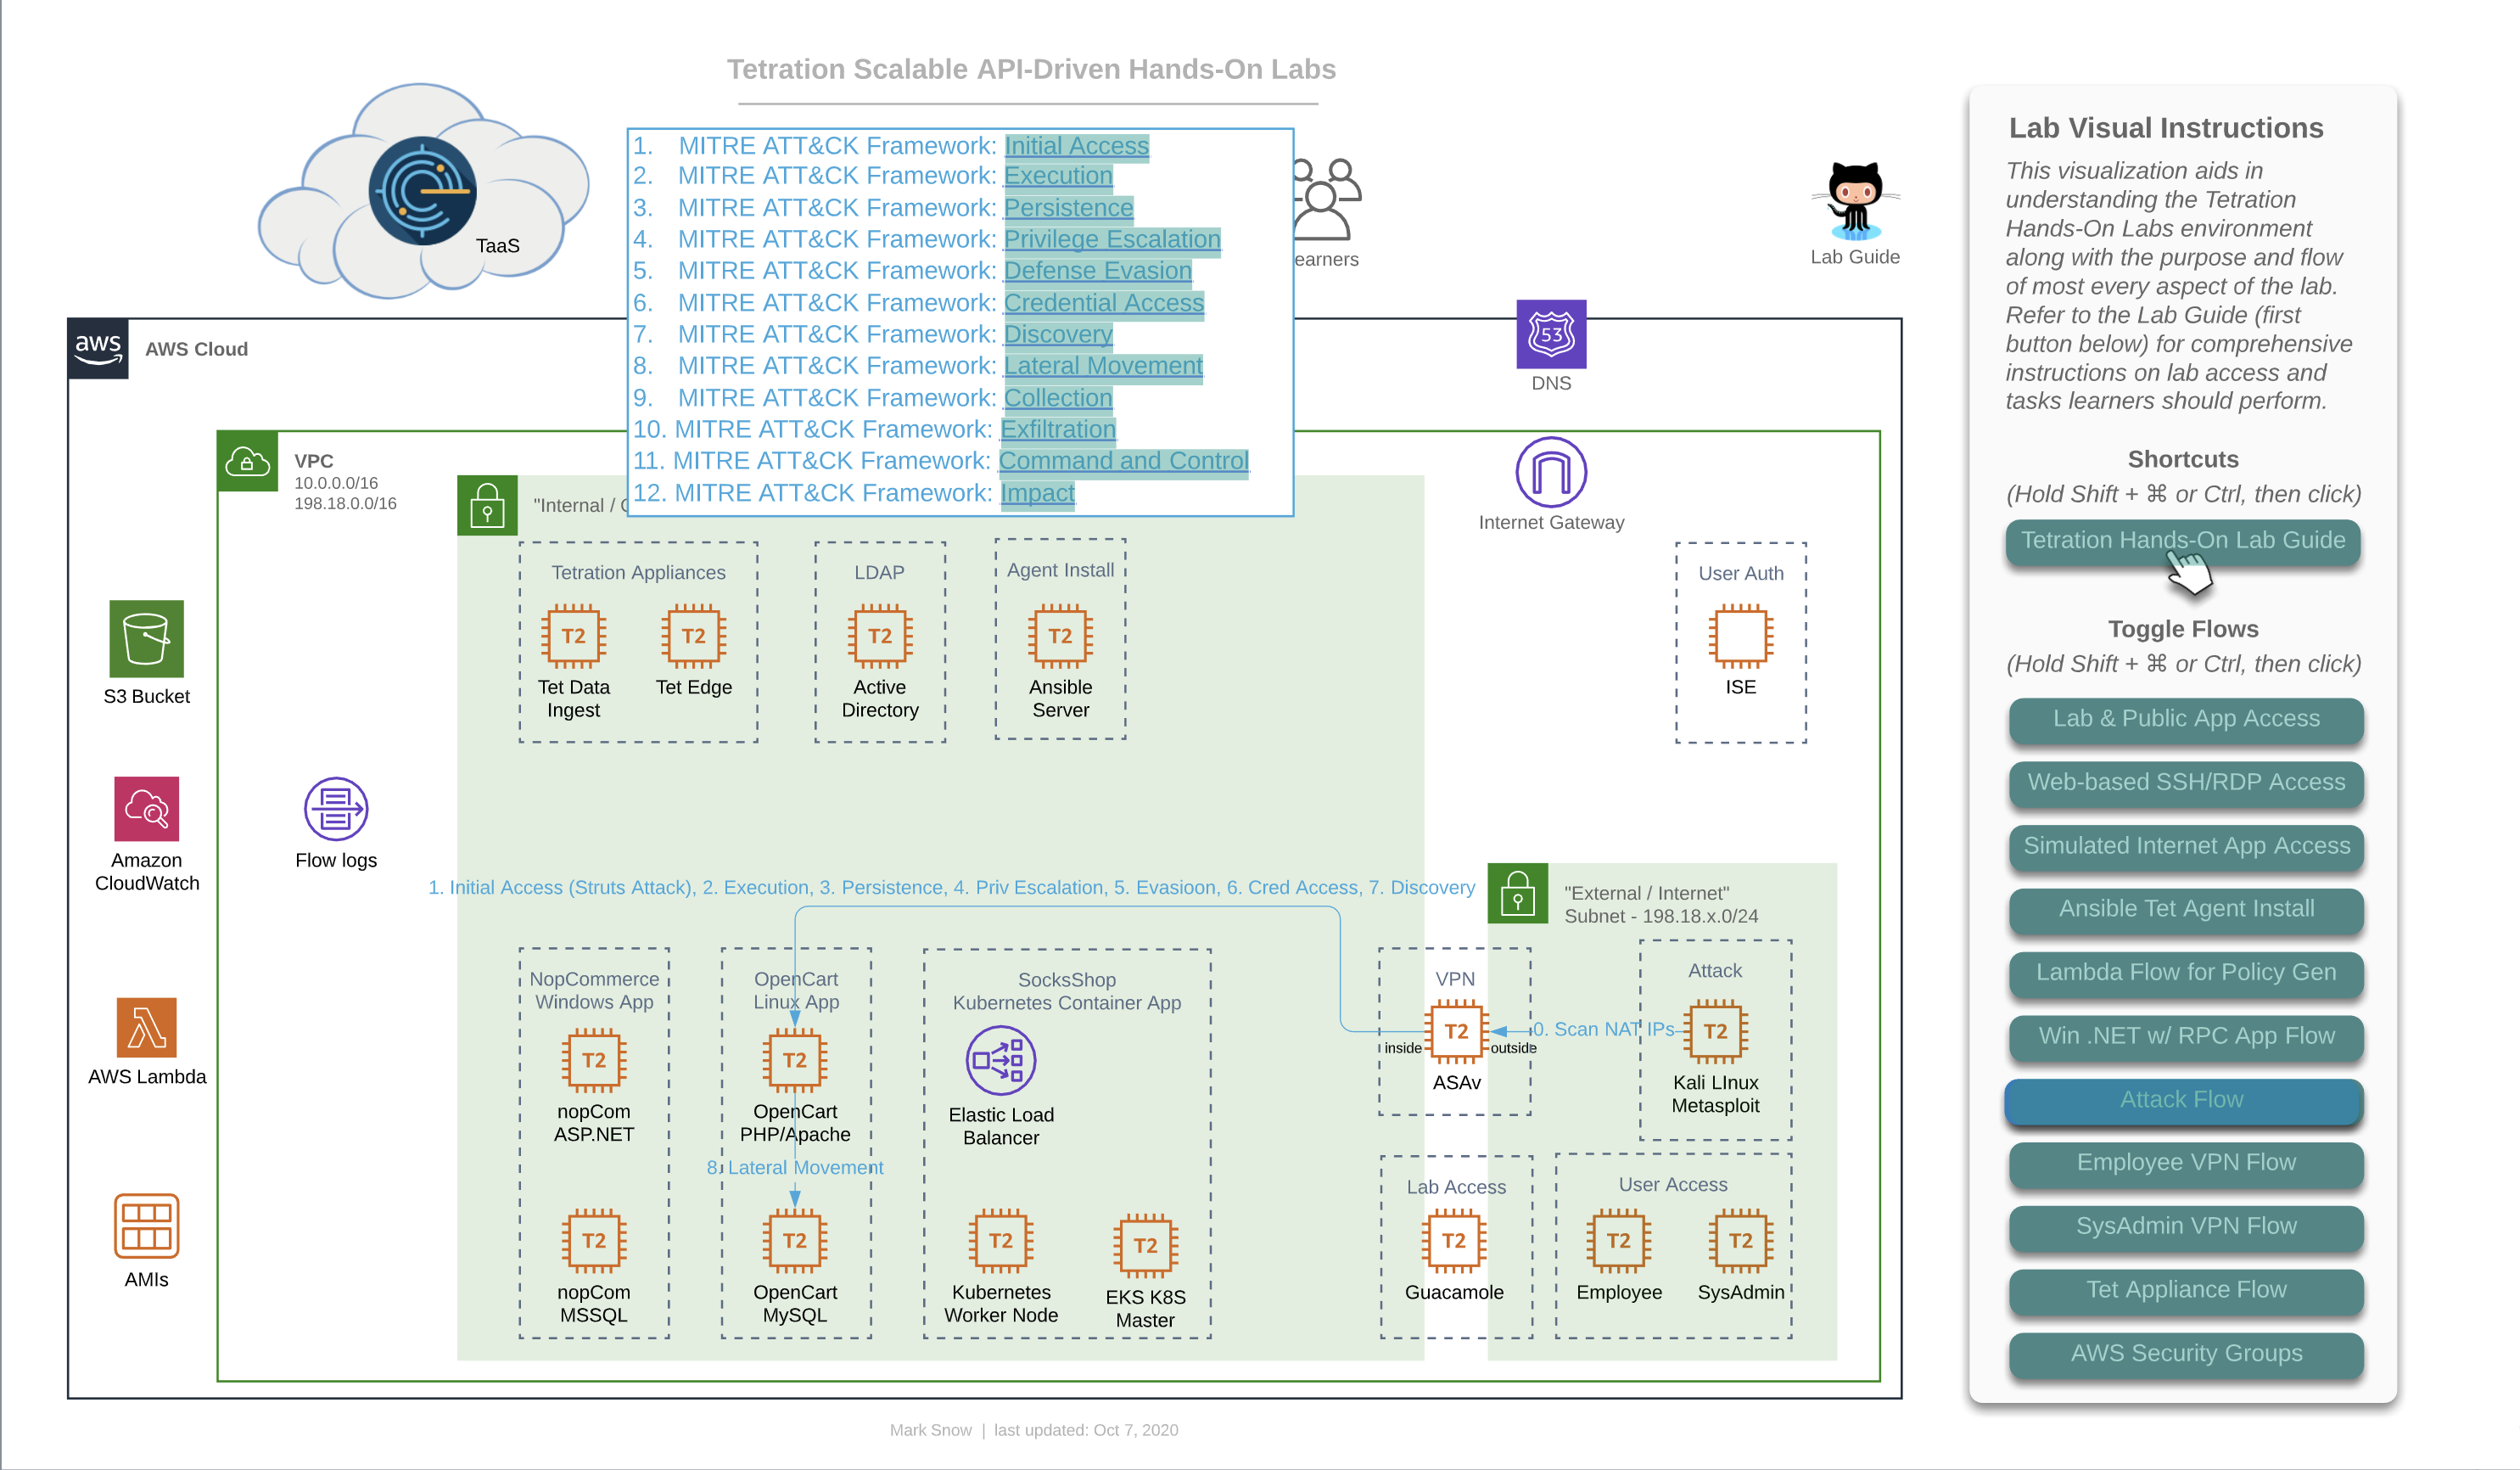 Tetration Scalable API-Driven Hands-On Labs
TaaS
1. MITRE ATT&CK Framework: Initial Access
2. MITRE ATT&CK Framework: Execution
3. MITRE ATT&CK Framework: Persistence
4. MITRE ATT&CK Framework: Privilege Escalation
5. MITRE ATT&CK Framework: Defense Evasion
6. MITRE ATT&CK Framework: Credential Access
7. MITRE ATT&CK Framework: Discovery
8. MITRE ATT&CK Framework: Lateral Movement
9. MITRE ATT&CK Framework: Collection
10. MITRE ATT&CK Framework: Exfiltration
11. MITRE ATT&CK Framework: Command and Control
12. MITRE ATT&CK Framework: Impact
earners
Lab Guide
aws
AWS Cloud
53
DNS
VPC
10.0.0.0/16
198.18.0.0/16
"Internal /
Internet Gateway
Tetration Appliances
T2
Tet Data
Ingest
T2
Tet Edge
LDAP
T2
Active
Directory
Agent Install
T2
Ansible
Server
User Auth
ISE
S3 Bucket
Amazon
CloudWatch
Flow logs
AWS Lambda
AMIs
1. Initial Access (Struts Attack), 2. Execution, 3. Persistence, 4. Priv Escalation, 5. Evasioon, 6. Cred Access, 7. Discovery
"External / Internet"
Subnet - 198.18.x.0/24
NopCommerce
Windows App
T2
nopCom
ASP.NET
T2
nopCom
MSSQL
OpenCart
Linux App
T2
OpenCart
PHP/Apache
8. Lateral Movement
T2
OpenCart
MySQL
SocksShop
Kubernetes Container App
Elastic Load
Balancer
T2
Kubernetes
Worker Node
T2
EKS K8S
Master
VPN
T2
inside
outside
ASAv
0. Scan NAT IPs
Attack
T2
Kali LInux
Metasploit
Lab Access
T2
Guacamole
User Access
T2
Employee
T2
SysAdmin
Mark Snow | last updated: Oct 7, 2020
Lab Visual Instructions
This visualization aids in
understanding the Tetration
Hands-On Labs environment
along with the purpose and flow
of most every aspect of the lab.
Refer to the Lab Guide (first
button below) for comprehensive
instructions on lab access and
tasks learners should perform.
Shortcuts
(Hold Shift + ⌘ or Ctrl, then click)
Tetration Hands-On Lab Guide
Toggle Flows
(Hold Shift + ⌘ or Ctrl, then click)
Lab & Public App Access
Web-based SSH/RDP Access
Simulated Internet App Access
Ansible Tet Agent Install
Lambda Flow for Policy Gen
Win .NET w/ RPC App Flow
Attack Flow
Employee VPN Flow
SysAdmin VPN Flow
Tet Appliance Flow
AWS Security Groups